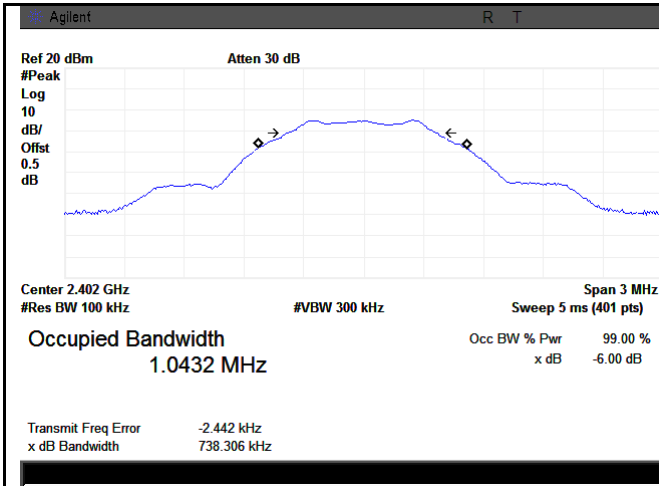 Agilent R T
Ref 20 dBm Atten 30 dB
#Peak
Log
10
dB/
Offst
0.5
dB
Center 2.402 GHz Span 3 MHz
#Res BW 100 kHz #VBW 300 kHz Sweep 5 ms (401 pts)
Occupied Bandwidth Occ BW % Pwr 99.00 %
1.0432 MHz x dB -6.00 dB
Transmit Freq Error -2.442 kHz
x dB Bandwidth 738.306 kHz